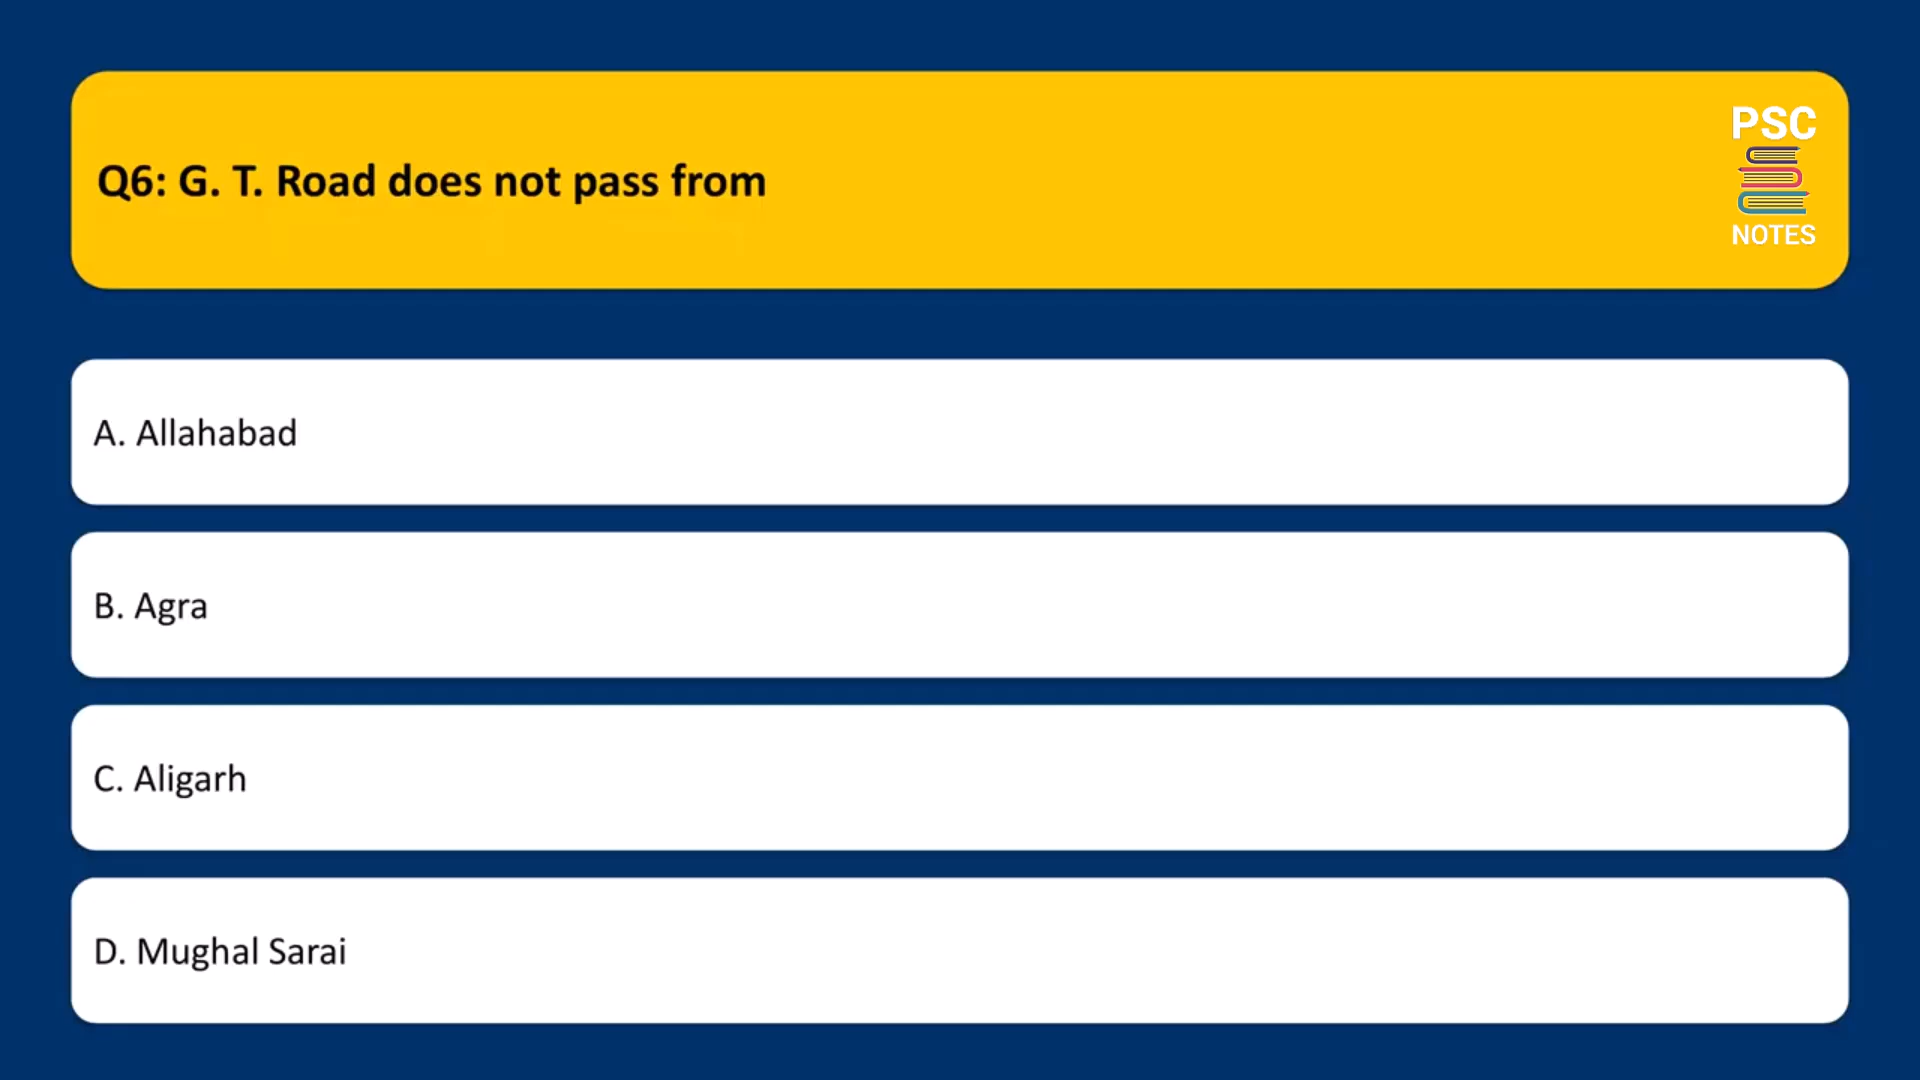 PSC
NOTES
Q6: G. T. Road does not pass from
A. Allahabad
B. Agra
C. Aligarh
D. Mughal Sarai